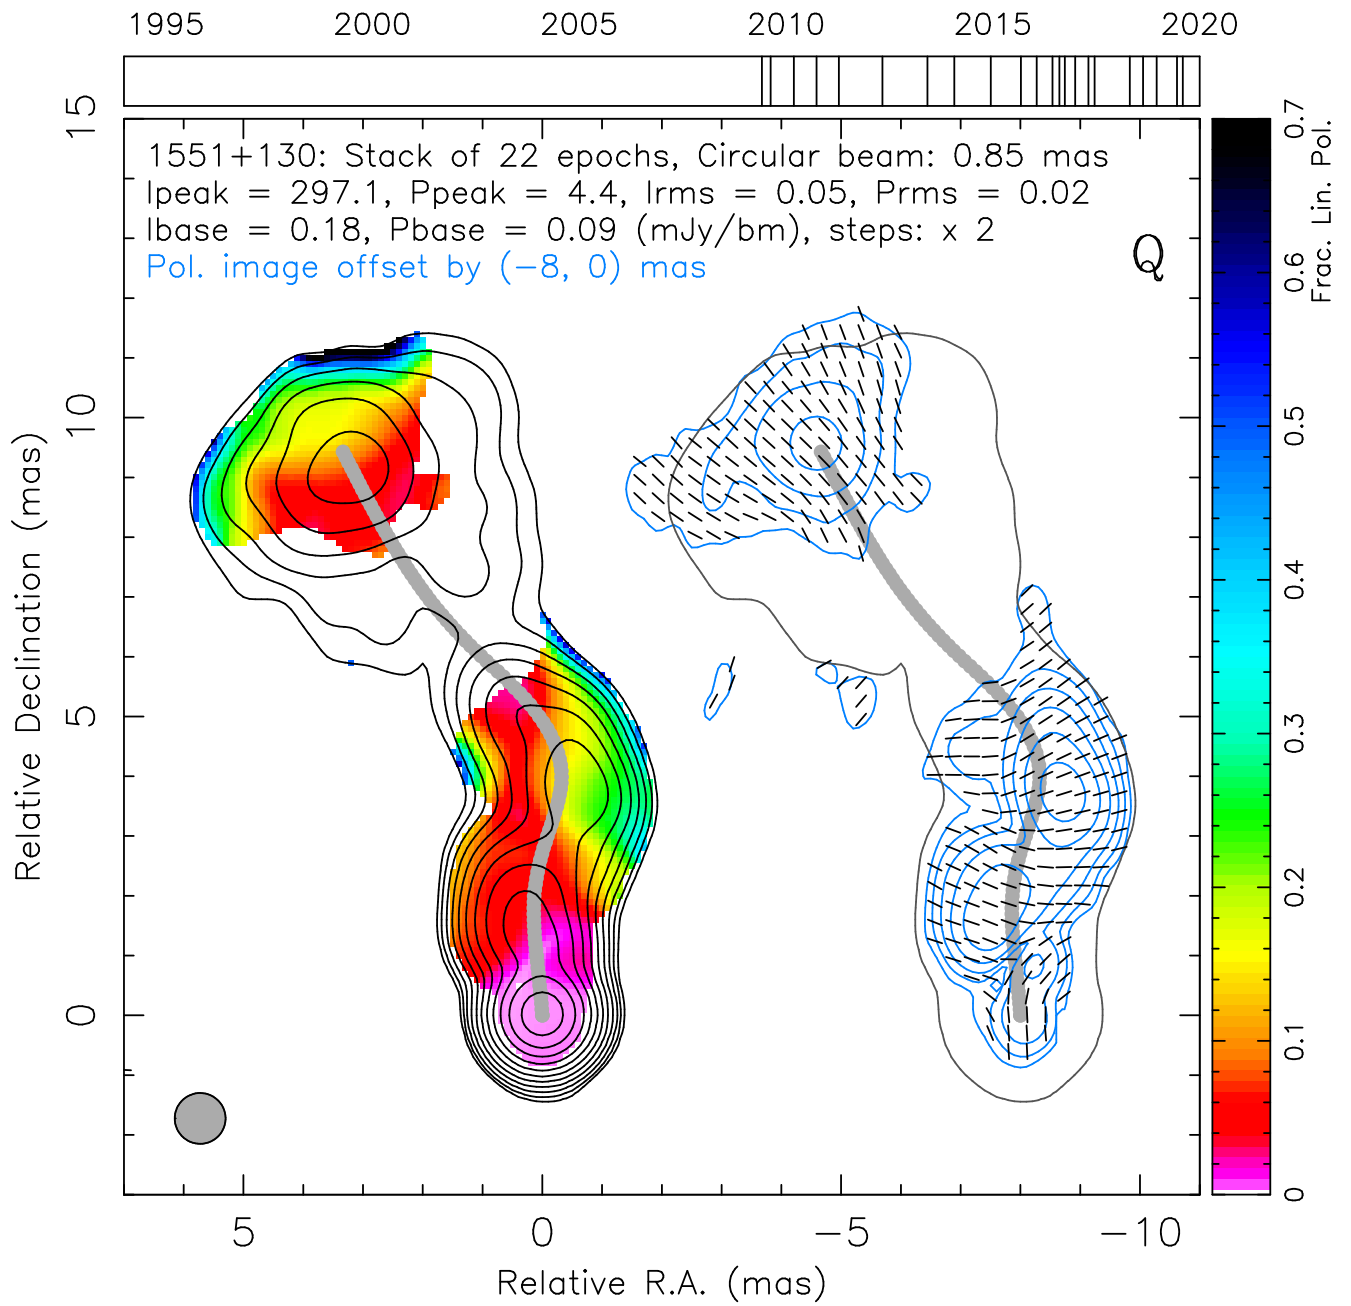 1995 2000 2005 2010 2015 2020
1551+130: Stack of 22 epochs, Circular beam: 0.85 mas
Ipeak = 297.1, Ppeak = 4.4, Irms = 0.05, Prms = 0.02
Ibase = 0.18, Pbase = 0.09 (mJy/bm), steps: x 2
Pol. image offset by (−8, 0) mas
Q
15
10
5
0
Relative Declination (mas)
5 0 −5 −10
Relative R.A. (mas)
0.7
0.6
0.5
0.4
0.3
0.2
0.1
0
Frac. Lin. Pol.